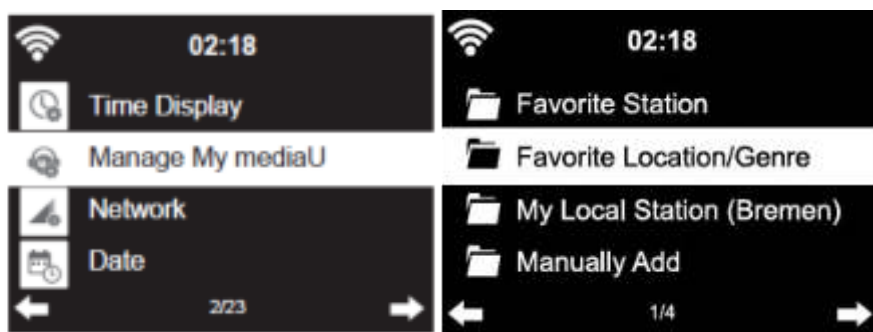 02:18
Time Display
Manage My mediaU
Network
Date
2/23
02:18
Favorite Station
Favorite Location/Genre
My Local Station (Bremen)
Manually Add
1/4